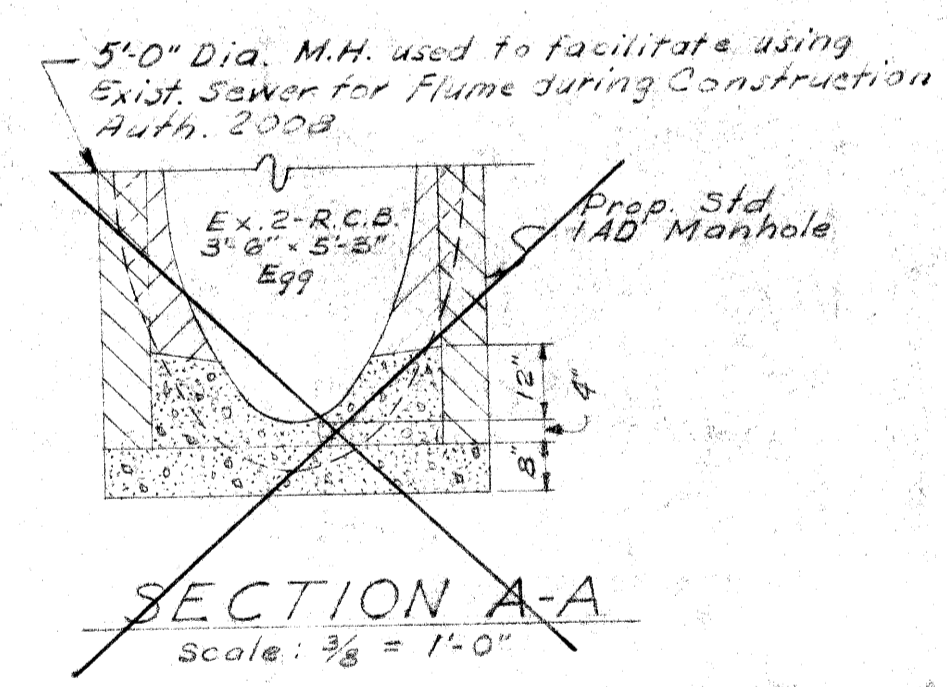 5'-0" Dia. M.H. used to facilitate using
Exist. Sewer for Flume during Construction
Auth. 2008
Ex. 2-R.C.B.
3'-6" × 5'-3"
Egg
Prop. Std
1AD Manhole
12"
4"
8"
SECTION A-A
Scale: 3/8 = 1'-0"